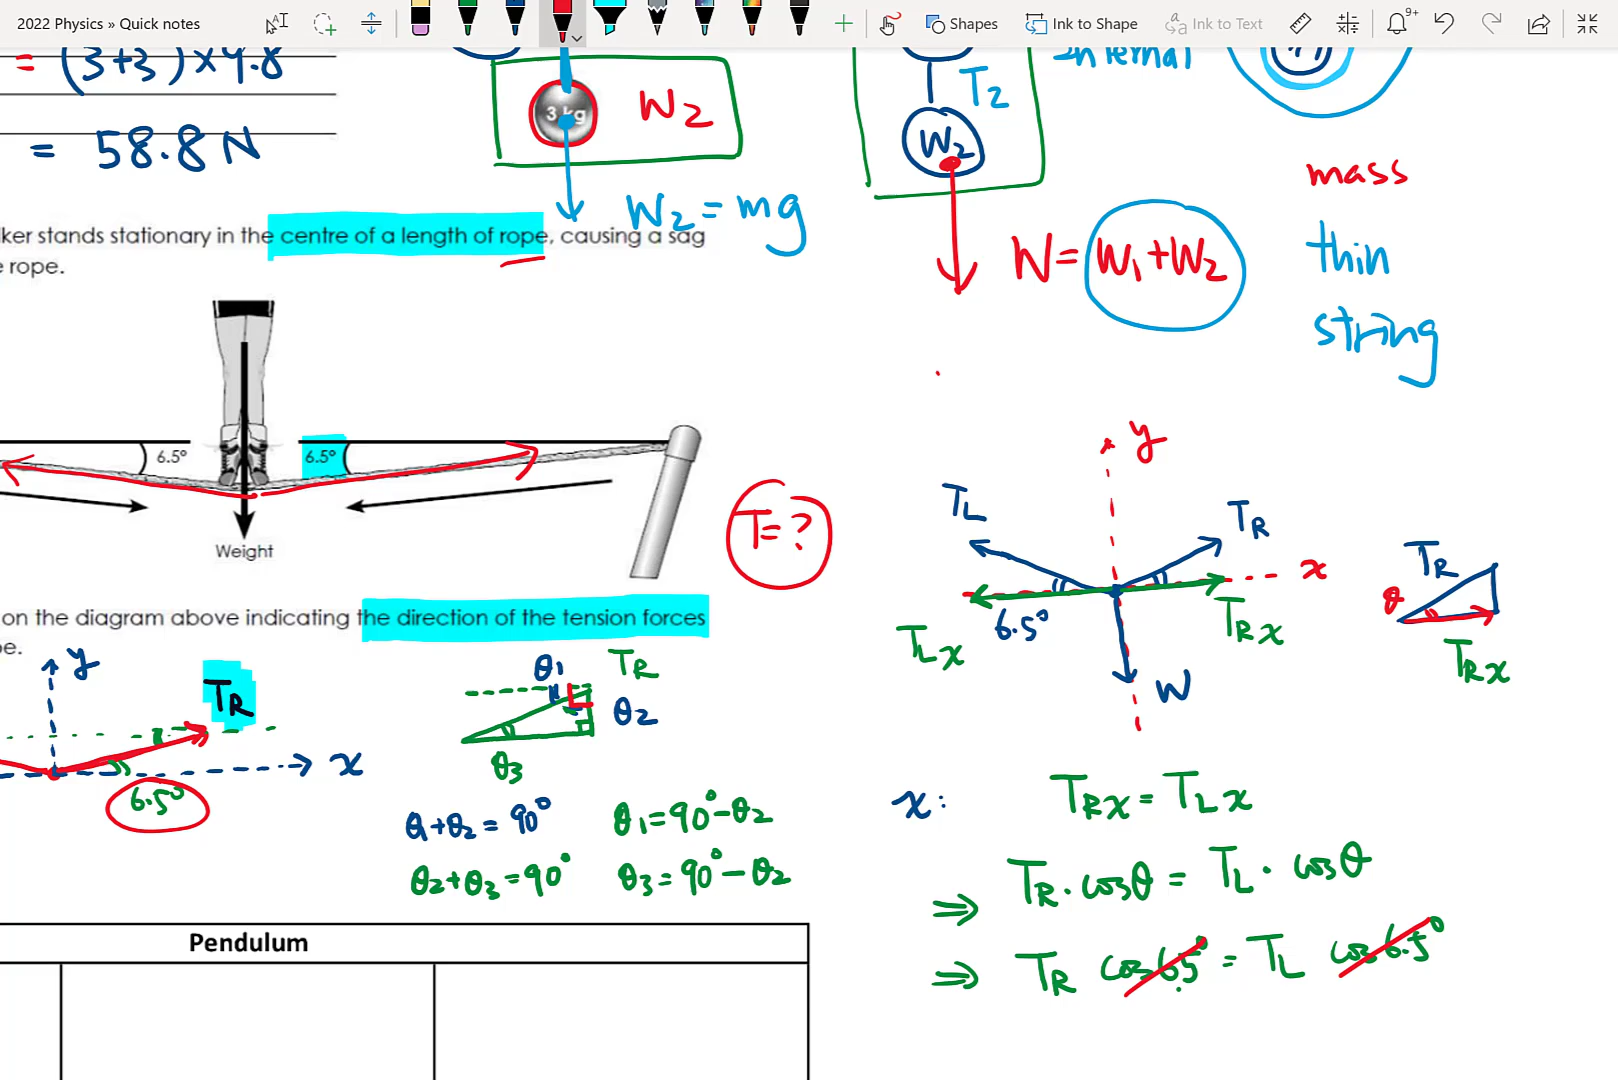 2022 Physics » Quick notes
Shapes
Ink to Shape
Ink to Text
9+
= (3+3)×9.8
= 58.8 N
3 kg
W2
W2 = mg
T2
W2
Internal
mass
thin
string
W = W1+W2
lker stands stationary in the centre of a length of rope, causing a sag
e rope.
6.5°
6.5°
Weight
T=?
on the diagram above indicating the direction of the tension forces
pe.
y
TR
x
6.5°
θ1
TR
θ2
θ3
θ1+θ2 = 90°
θ1 = 90°-θ2
θ2+θ3 = 90°
θ3 = 90°-θ2
y
TL
TR
x
6.5°
TLx
TRx
W
TR
θ
TRx
x:
TRx = TLx
⇒ TR · cosθ = TL · cosθ
⇒ TR cos6.5° = TL cos6.5°
Pendulum